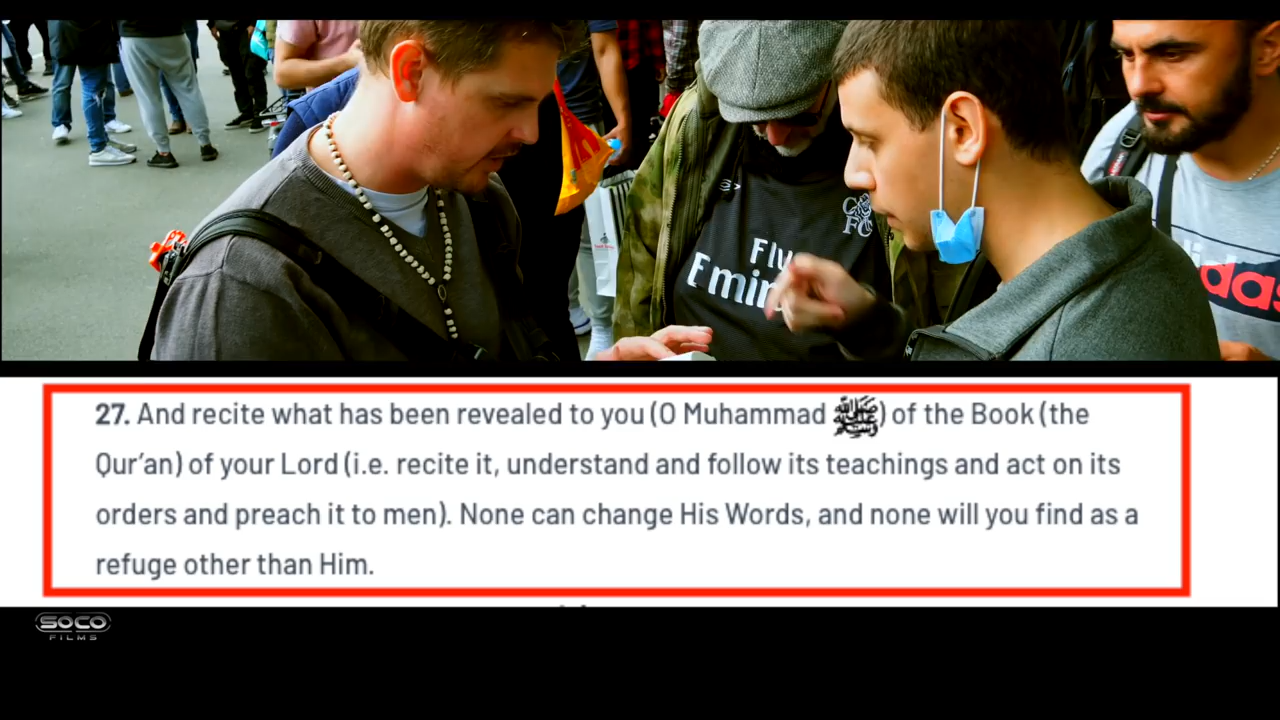 CFC
Fly
Emir
adas
27. And recite what has been revealed to you (O Muhammad ﷺ) of the Book (the
Qur’an) of your Lord (i.e. recite it, understand and follow its teachings and act on its
orders and preach it to men). None can change His Words, and none will you find as a
refuge other than Him.
SOCO
FILMS